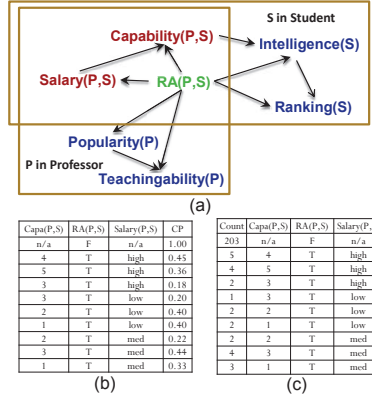 S in Student
Capability(P,S)
Intelligence(S)
Salary(P,S) RA(P,S)
Ranking(S)
Popularity(P)
P in Professor
Teachingability(P)
(a)
Capa(P,S) RA(P,S) Salary(P,S) CP
n/a F n/a 1.00
4 T high 0.45
5 T high 0.36
3 T high 0.18
3 T low 0.20
2 T low 0.40
1 T low 0.40
2 T med 0.22
3 T med 0.44
1 T med 0.33
(b)
Count Capa(P,S) RA(P,S) Salary(P,
203 n/a F n/a
5 4 T high
4 5 T high
2 3 T high
1 3 T low
2 2 T low
2 1 T low
2 2 T med
4 3 T med
3 1 T med
(c)